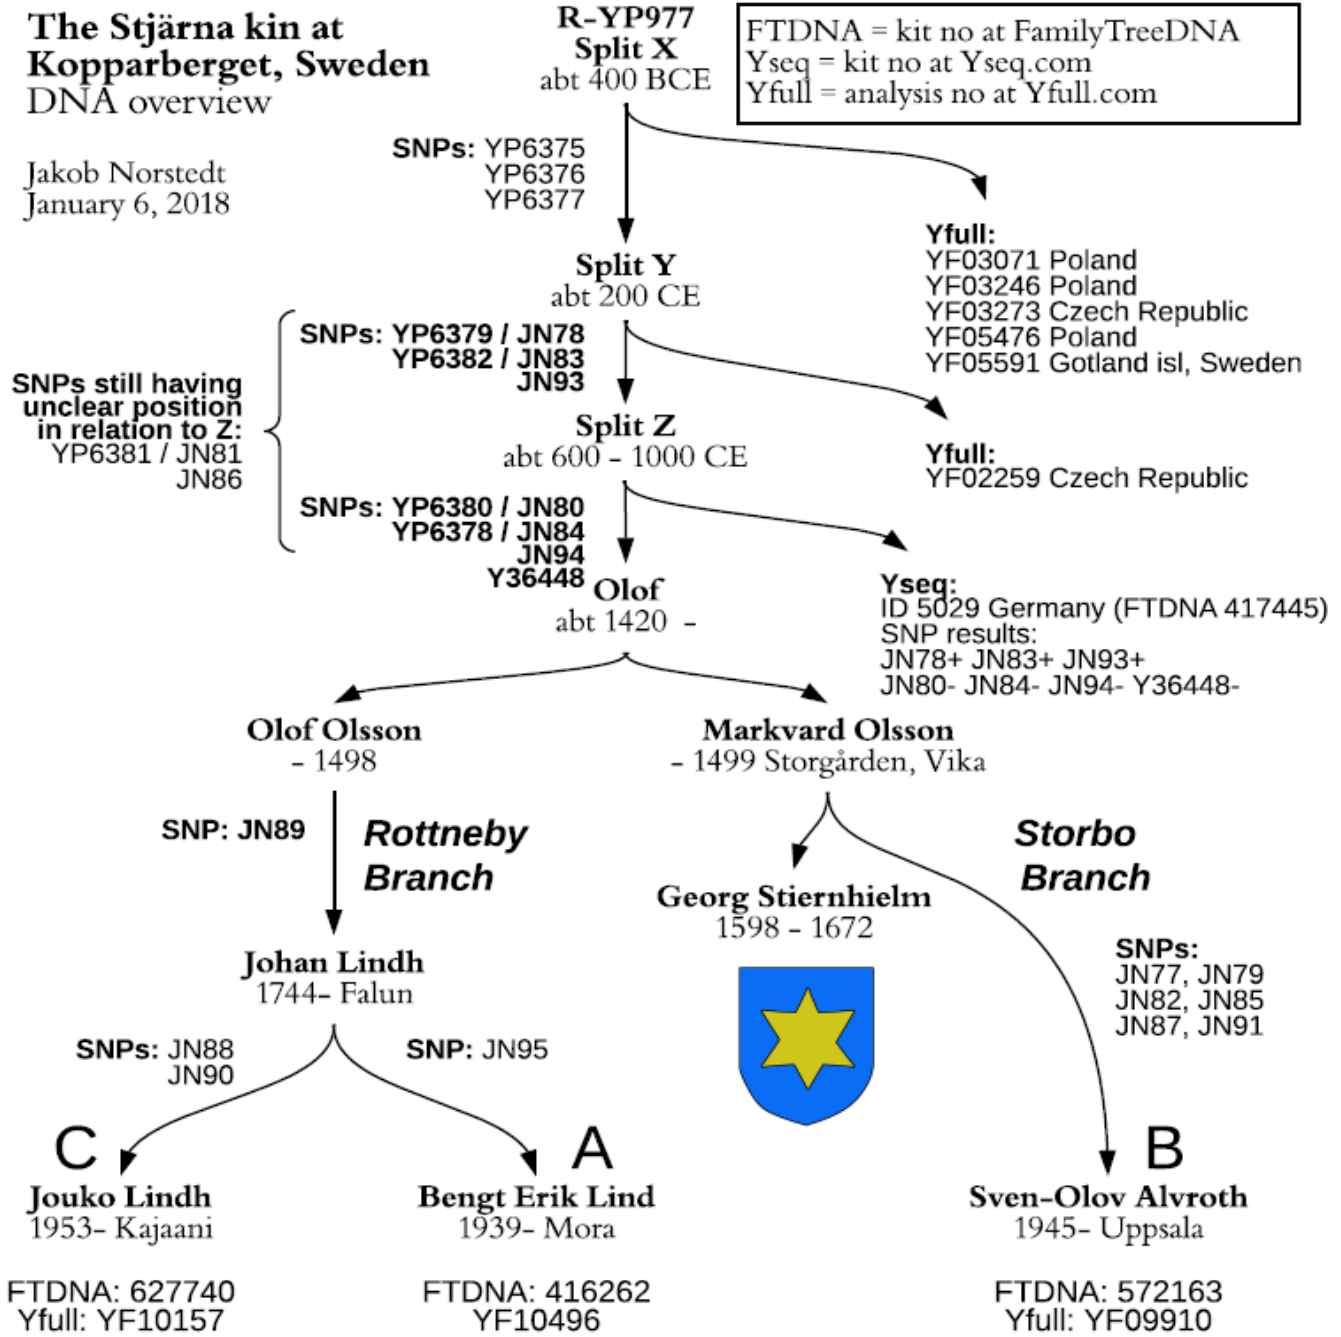 The Stjärna kin at
Kopparberget, Sweden
DNA overview
Jakob Norstedt
January 6, 2018
R-YP977
Split X
abt 400 BCE
FTDNA = kit no at FamilyTreeDNA
Yseq = kit no at Yseq.com
Yfull = analysis no at Yfull.com
SNPs: YP6375
YP6376
YP6377
Yfull:
YF03071 Poland
YF03246 Poland
YF03273 Czech Republic
YF05476 Poland
YF05591 Gotland isl, Sweden
Split Y
abt 200 CE
SNPs: YP6379 / JN78
YP6382 / JN83
JN93
SNPs still having
unclear position
in relation to Z:
YP6381 / JN81
JN86
Split Z
abt 600 - 1000 CE
Yfull:
YF02259 Czech Republic
SNPs: YP6380 / JN80
YP6378 / JN84
JN94
Y36448
Olof
abt 1420 -
Yseq:
ID 5029 Germany (FTDNA 417445)
SNP results:
JN78+ JN83+ JN93+
JN80- JN84- JN94- Y36448-
Olof Olsson
- 1498
Markvard Olsson
- 1499 Storgården, Vika
SNP: JN89
Rottneby
Branch
Storbo
Branch
Georg Stiernhielm
1598 - 1672
SNPs:
JN77, JN79
JN82, JN85
JN87, JN91
Johan Lindh
1744- Falun
SNPs: JN88
JN90
SNP: JN95
C
Jouko Lindh
1953- Kajaani
FTDNA: 627740
Yfull: YF10157
A
Bengt Erik Lind
1939- Mora
FTDNA: 416262
YF10496
B
Sven-Olov Alvroth
1945- Uppsala
FTDNA: 572163
Yfull: YF09910